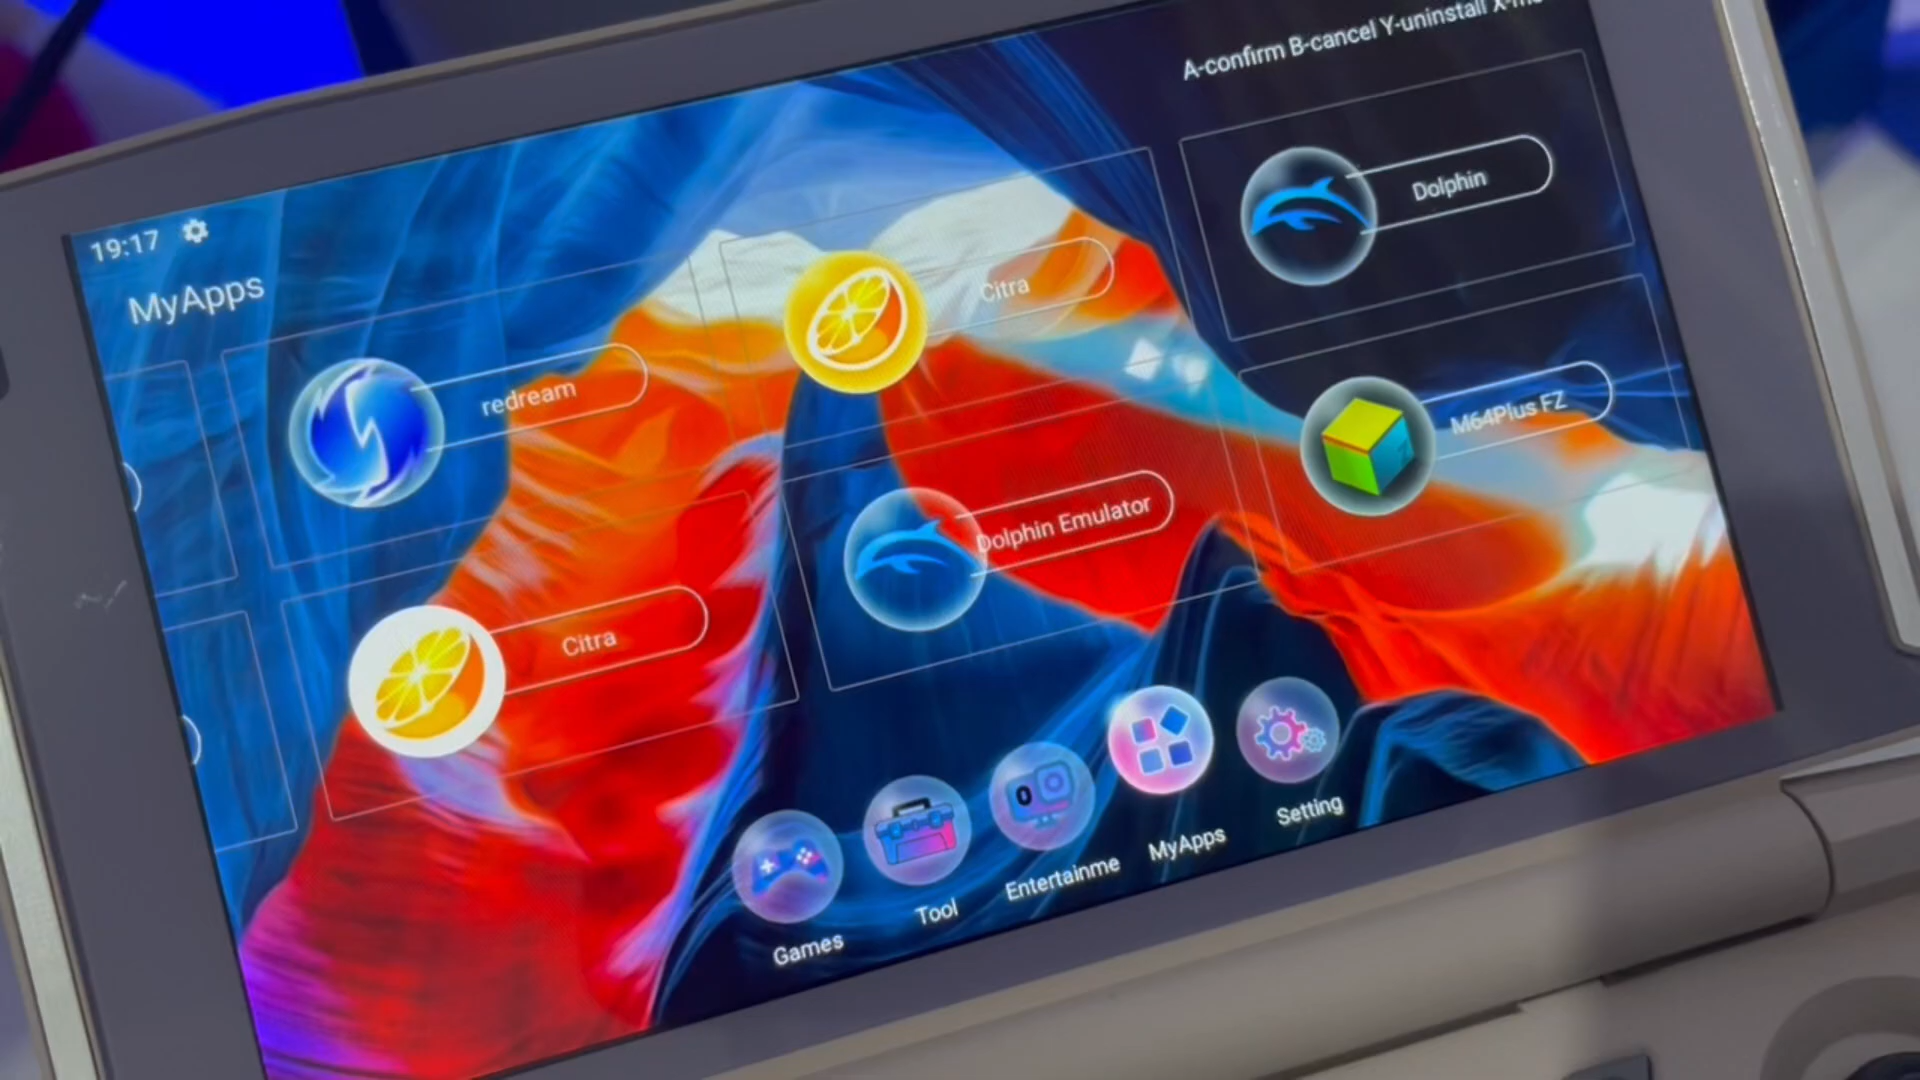 A-confirm B-cancel Y-uninstall
19:17
MyApps
Dolphin
Citra
redream
M64Plus FZ
Dolphin Emulator
Citra
Games
Tool
Entertainme
MyApps
Setting